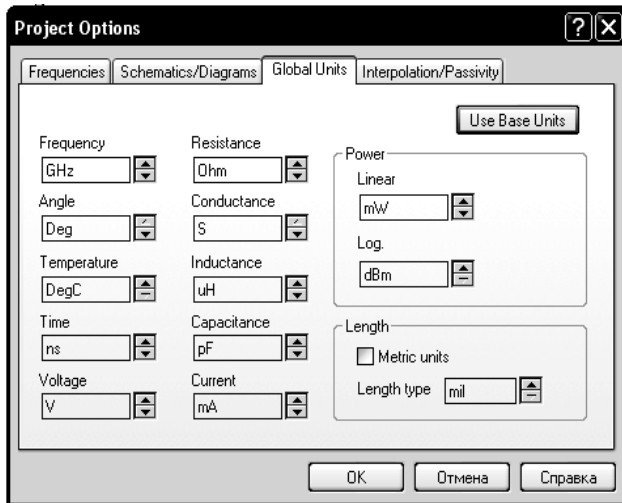 Project Options
Frequencies Schematics/Diagrams Global Units Interpolation/Passivity
Use Base Units
Frequency Resistance
GHz Ohm
Power
Linear
mW
Angle Conductance
Deg S
Log.
dBm
Temperature Inductance
DegC uH
Time Capacitance
ns pF
Length
Metric units
Length type mil
Voltage Current
V mA
OK Отмена Справка